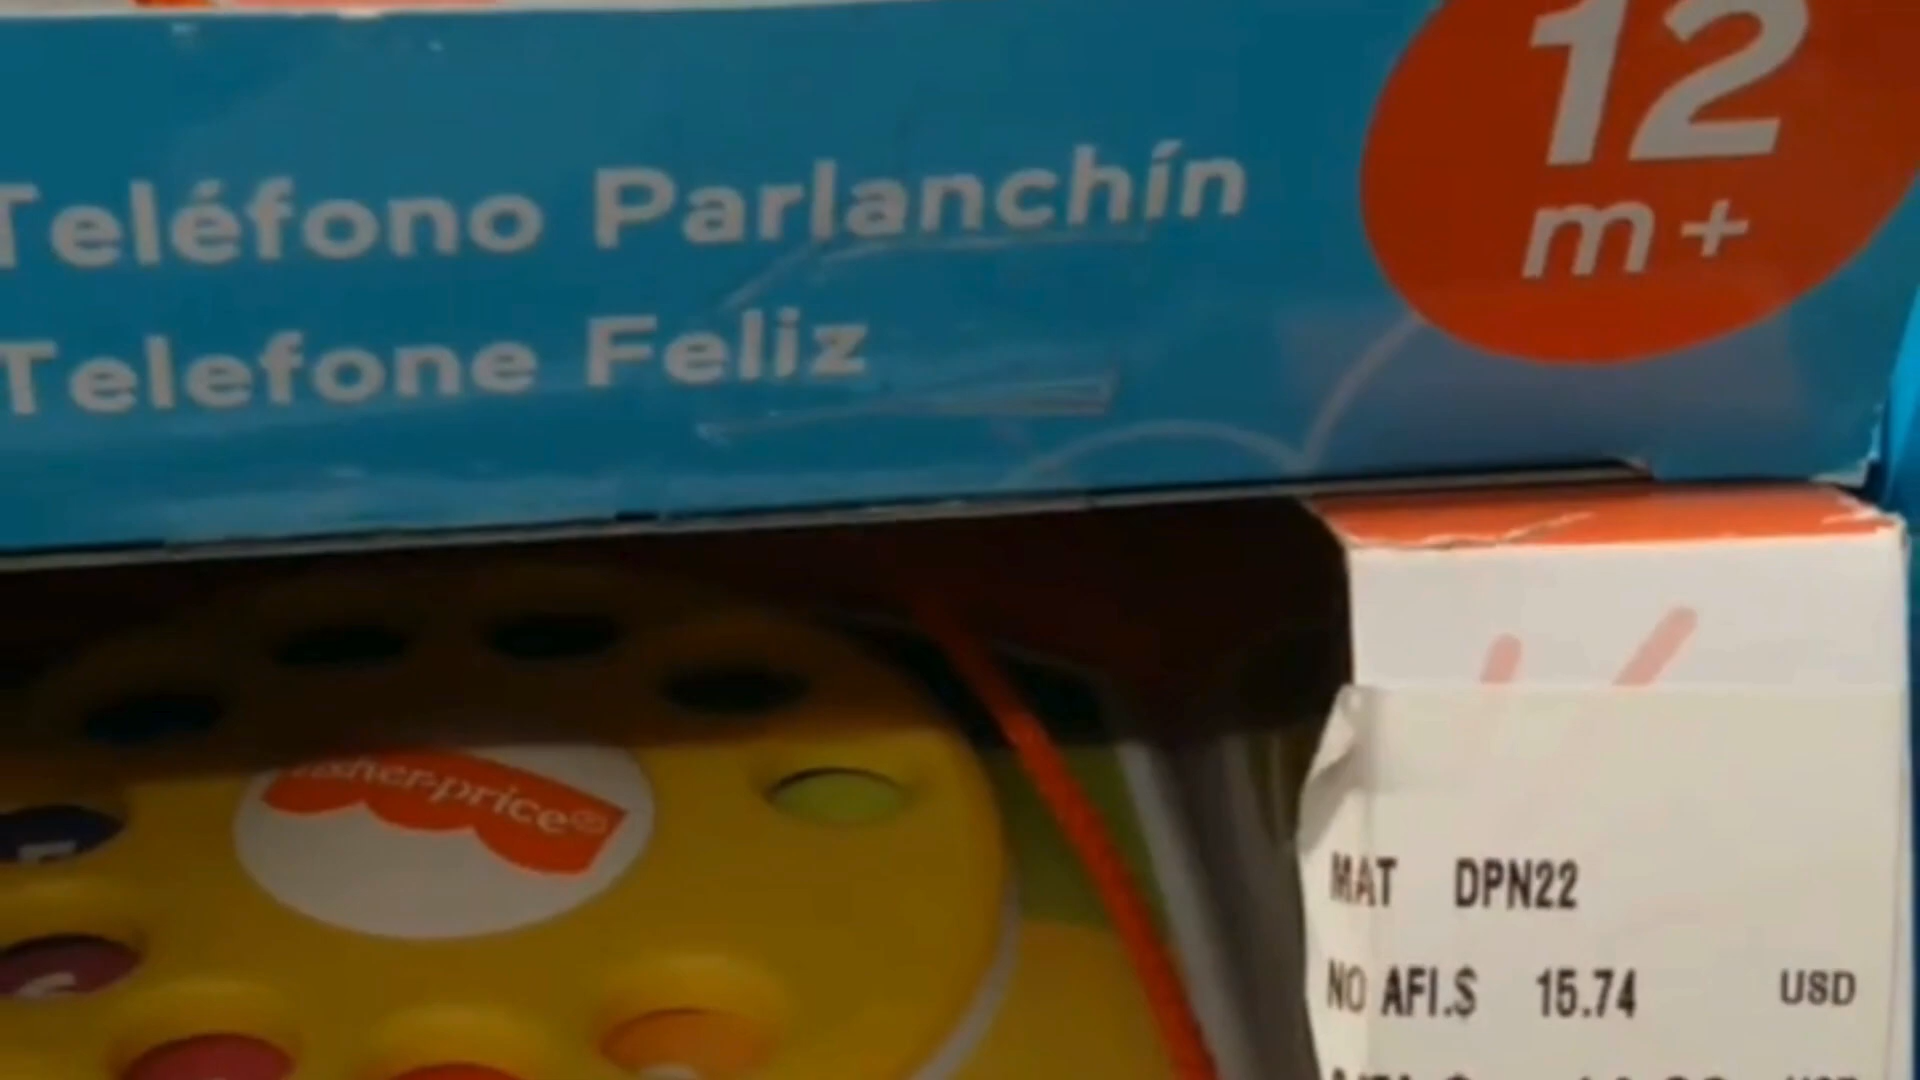 12
m+
Teléfono Parlanchín
Telefone Feliz
fisher-price®
MAT DPN22
NO AFI.$ 15.74 USD